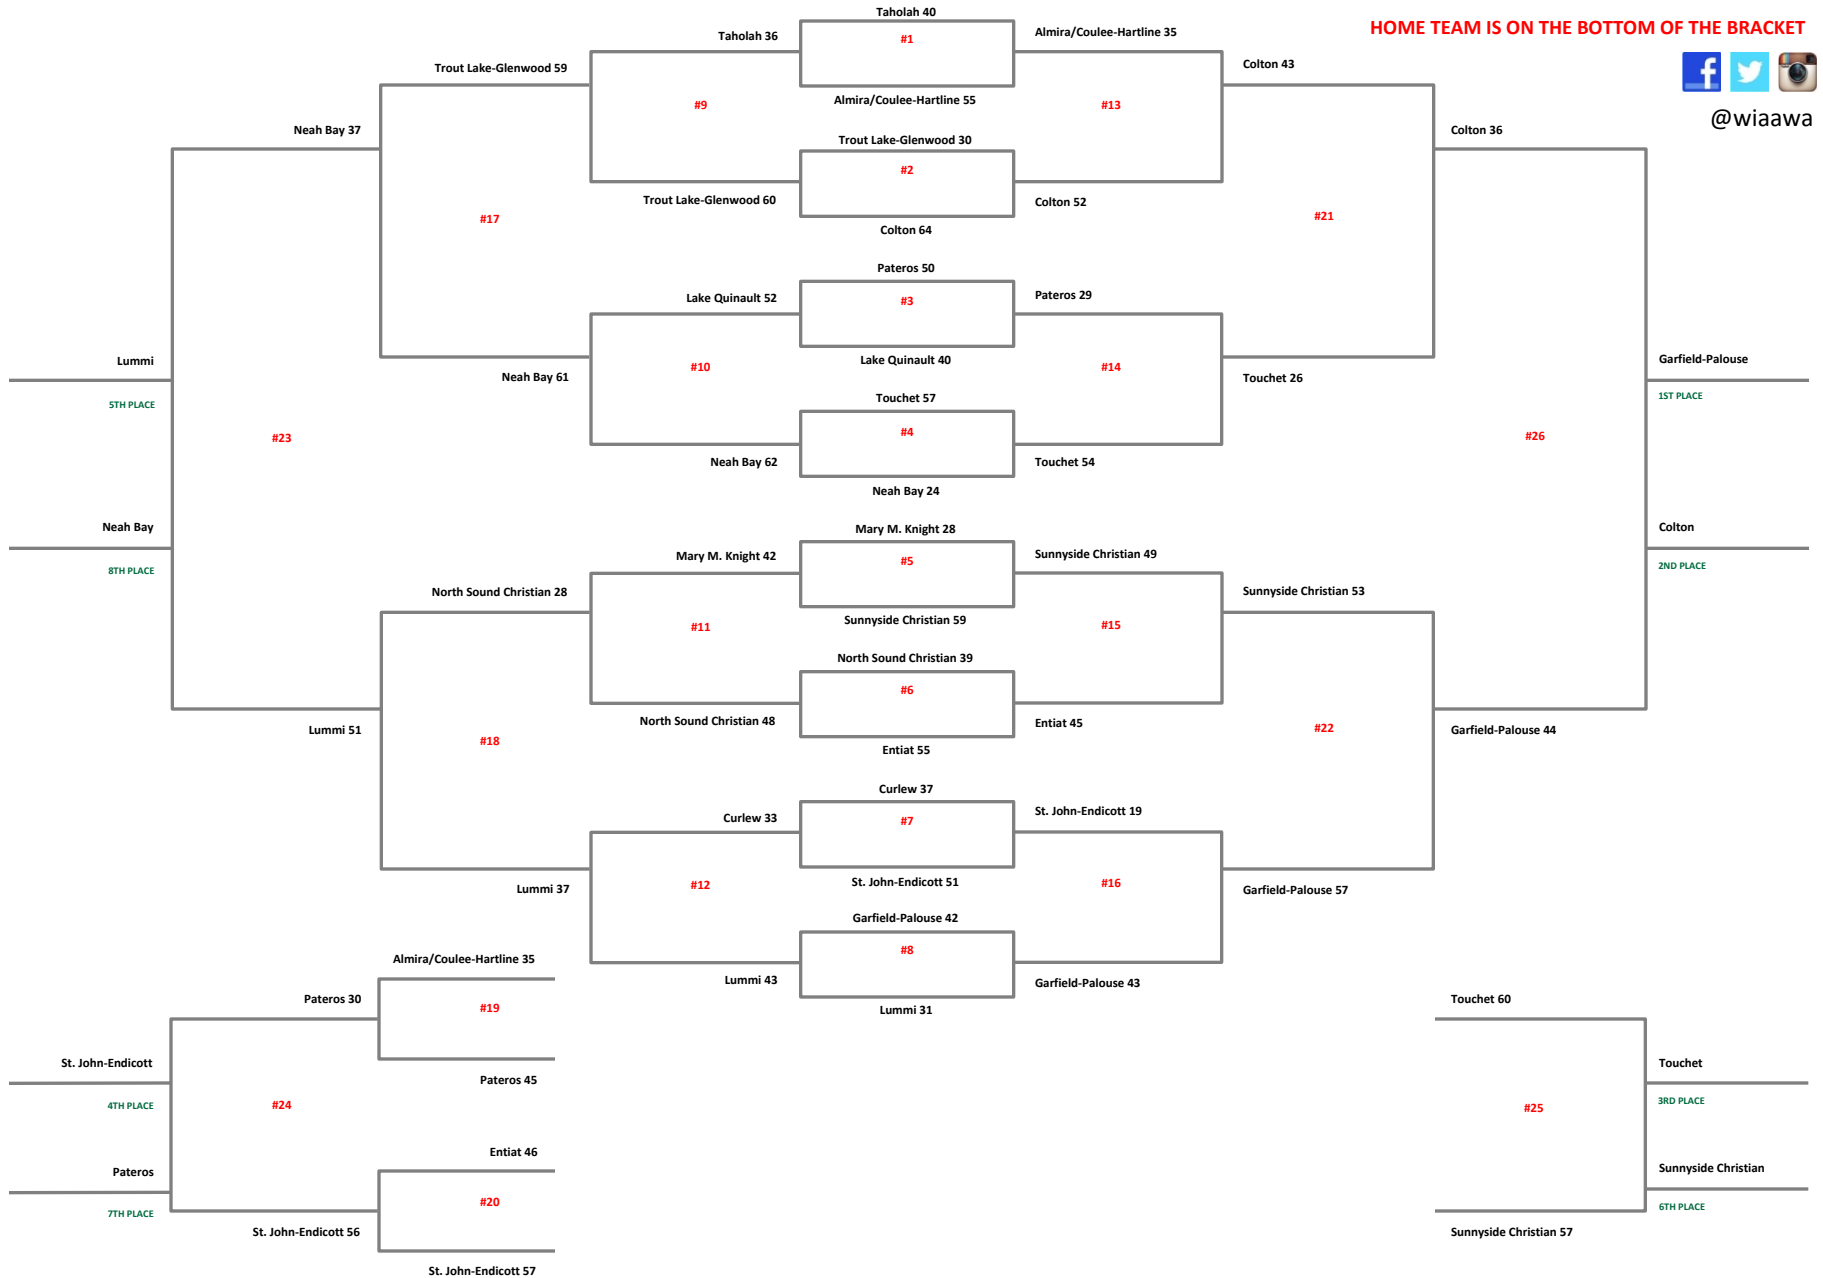 HOME TEAM IS ON THE BOTTOM OF THE BRACKET
@wiaawa
Taholah 40
#1
Almira/Coulee-Hartline 55
Trout Lake-Glenwood 30
#2
Colton 64
Pateros 50
#3
Lake Quinault 40
Touchet 57
#4
Neah Bay 24
Mary M. Knight 28
#5
Sunnyside Christian 59
North Sound Christian 39
#6
Entiat 55
Curlew 37
#7
St. John-Endicott 51
Garfield-Palouse 42
#8
Lummi 31
Taholah 36
#9
Trout Lake-Glenwood 60
Lake Quinault 52
#10
Neah Bay 62
Mary M. Knight 42
#11
North Sound Christian 48
Curlew 33
#12
Lummi 43
Almira/Coulee-Hartline 35
#13
Colton 52
Pateros 29
#14
Touchet 54
Sunnyside Christian 49
#15
Entiat 45
St. John-Endicott 19
#16
Garfield-Palouse 43
Trout Lake-Glenwood 59
#17
Neah Bay 61
North Sound Christian 28
#18
Lummi 37
Almira/Coulee-Hartline 35
#19
Pateros 45
Entiat 46
#20
St. John-Endicott 57
Colton 43
#21
Touchet 26
Sunnyside Christian 53
#22
Garfield-Palouse 57
Neah Bay 37
#23
Lummi 51
Lummi
5TH PLACE
Neah Bay
8TH PLACE
Pateros 30
#24
St. John-Endicott 56
St. John-Endicott
4TH PLACE
Pateros
7TH PLACE
Touchet 60
#25
Sunnyside Christian 57
Touchet
3RD PLACE
Sunnyside Christian
6TH PLACE
Colton 36
#26
Garfield-Palouse 44
Garfield-Palouse
1ST PLACE
Colton
2ND PLACE